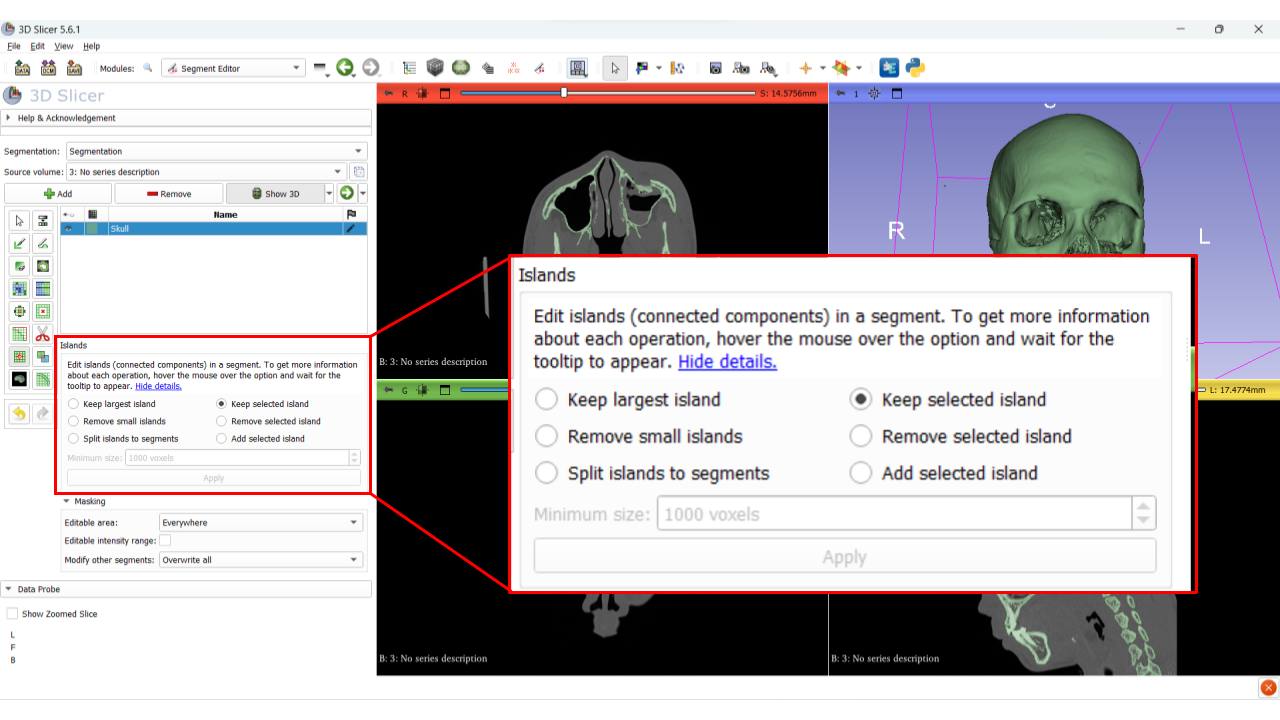 3D Slicer 5.6.1
File Edit View Help
DATA DCM SAVE Modules: Segment Editor
3D Slicer
Help & Acknowledgement
Segmentation: Segmentation
Source volume: 3: No series description
Add Remove Show 3D
Name
Skull
Islands
Edit islands (connected components) in a segment. To get more information
about each operation, hover the mouse over the option and wait for the
tooltip to appear. Hide details.
Keep largest island Keep selected island
Remove small islands Remove selected island
Split islands to segments Add selected island
Minimum size: 1000 voxels
Apply
Masking
Editable area: Everywhere
Editable intensity range:
Modify other segments: Overwrite all
Data Probe
Show Zoomed Slice
L
F
B
R S: 14.5756mm
B: 3: No series description
1
R L
Islands
Edit islands (connected components) in a segment. To get more information
about each operation, hover the mouse over the option and wait for the
tooltip to appear. Hide details.
Keep largest island Keep selected island
Remove small islands Remove selected island
Split islands to segments Add selected island
Minimum size: 1000 voxels
Apply
G
B: 3: No series description
L: 17.4774mm
B: 3: No series description